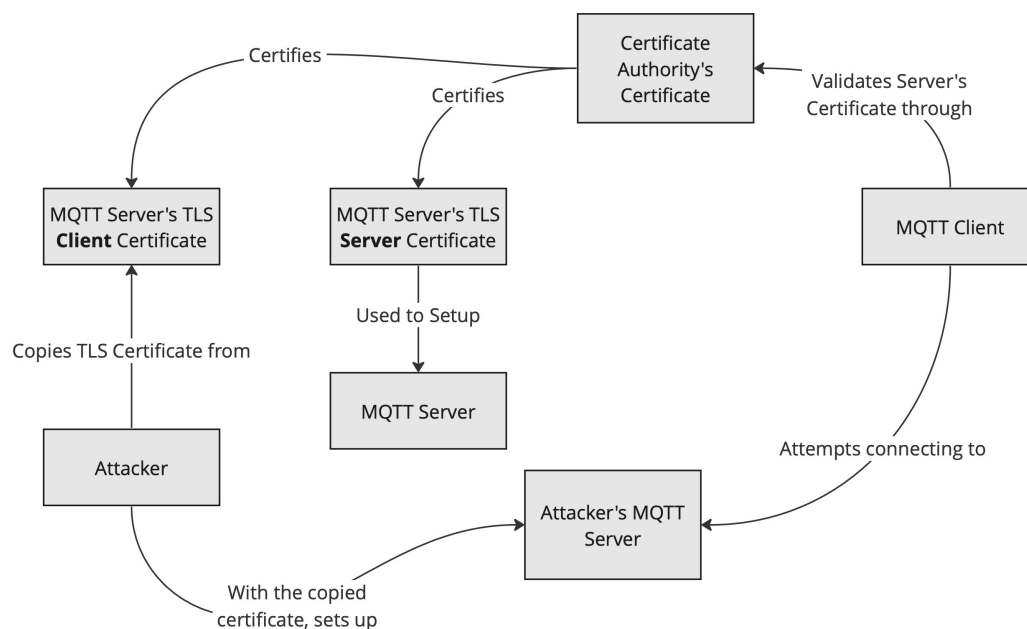 Certificate
Authority's
Certificate
Certifies
Certifies
Validates Server's
Certificate through
MQTT Server's TLS
Client Certificate
MQTT Server's TLS
Server Certificate
MQTT Client
Used to Setup
Copies TLS Certificate from
MQTT Server
Attacker
Attempts connecting to
Attacker's MQTT
Server
With the copied
certificate, sets up